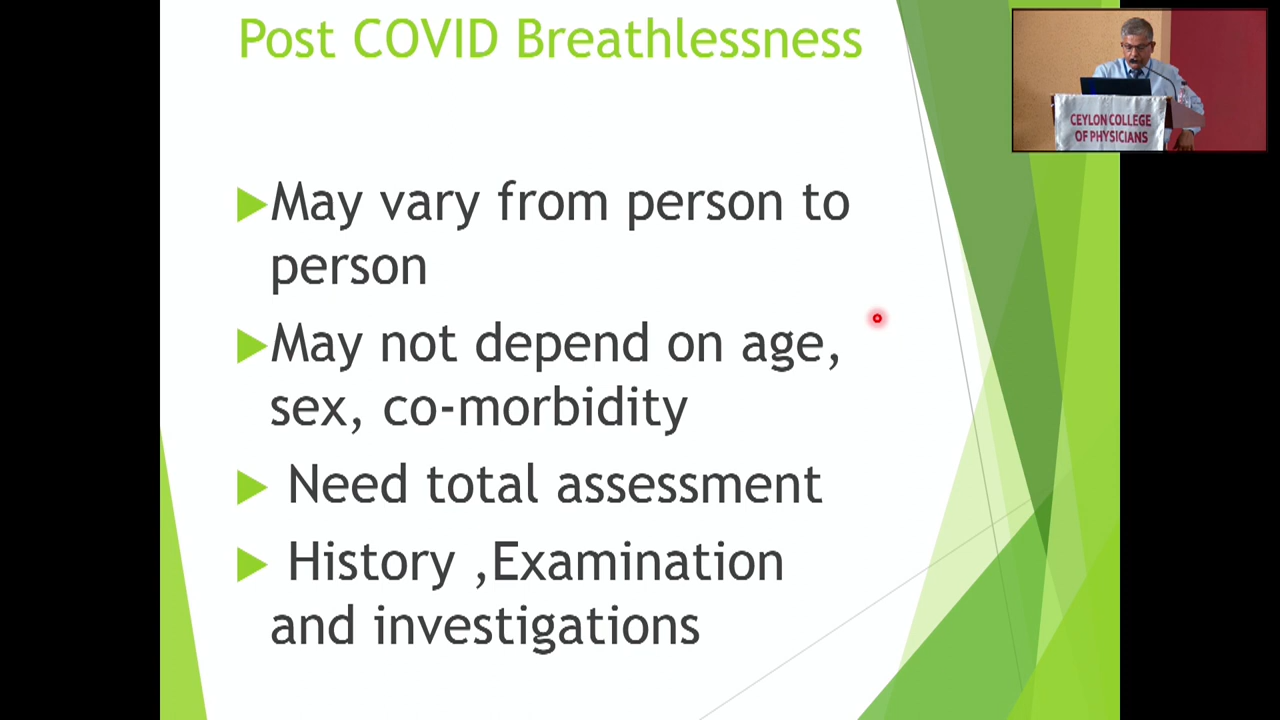 Post COVID Breathlessness
CEYLON COLLEGE
OF PHYSICIANS
May vary from person to
person
May not depend on age,
sex, co-morbidity
Need total assessment
History ,Examination
and investigations